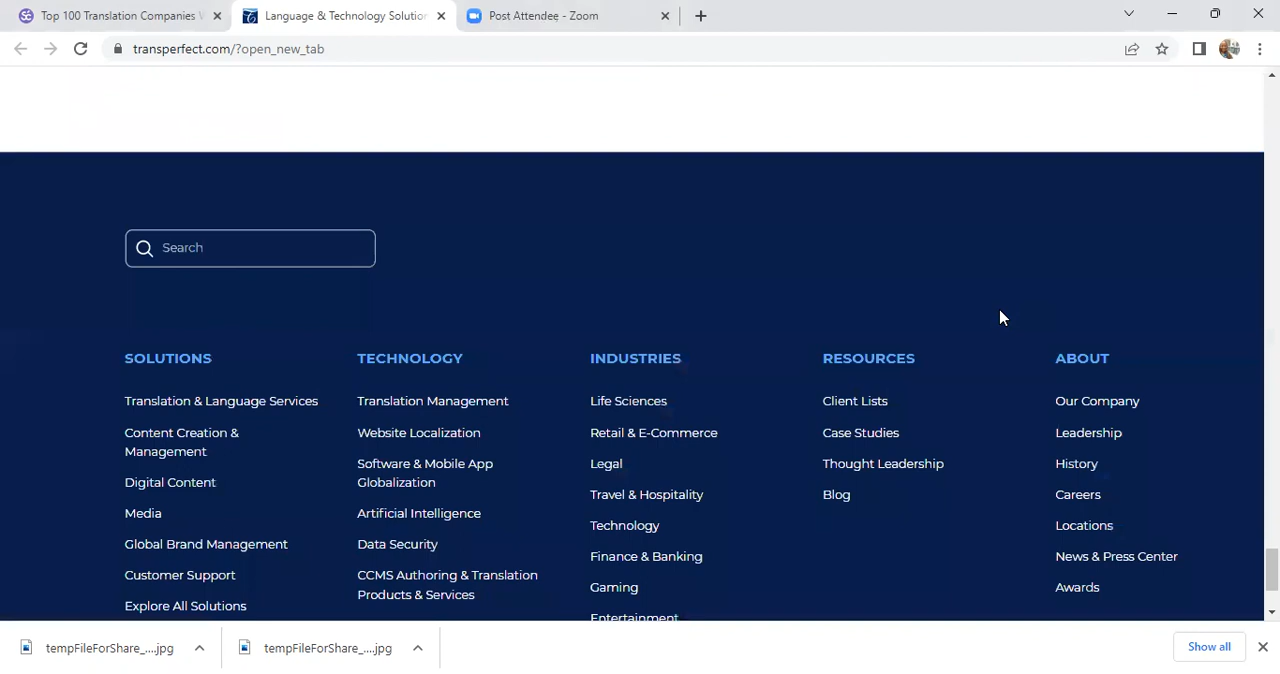 Top 100 Translation Companies W
Language & Technology Solution
Post Attendee - Zoom
transperfect.com/?open_new_tab
Search
SOLUTIONS
Translation & Language Services
Content Creation &
Management
Digital Content
Media
Global Brand Management
Customer Support
Explore All Solutions
TECHNOLOGY
Translation Management
Website Localization
Software & Mobile App
Globalization
Artificial Intelligence
Data Security
CCMS Authoring & Translation
Products & Services
INDUSTRIES
Life Sciences
Retail & E-Commerce
Legal
Travel & Hospitality
Technology
Finance & Banking
Gaming
Entertainment
RESOURCES
Client Lists
Case Studies
Thought Leadership
Blog
ABOUT
Our Company
Leadership
History
Careers
Locations
News & Press Center
Awards
tempFileForShare_....jpg
tempFileForShare_....jpg
Show all